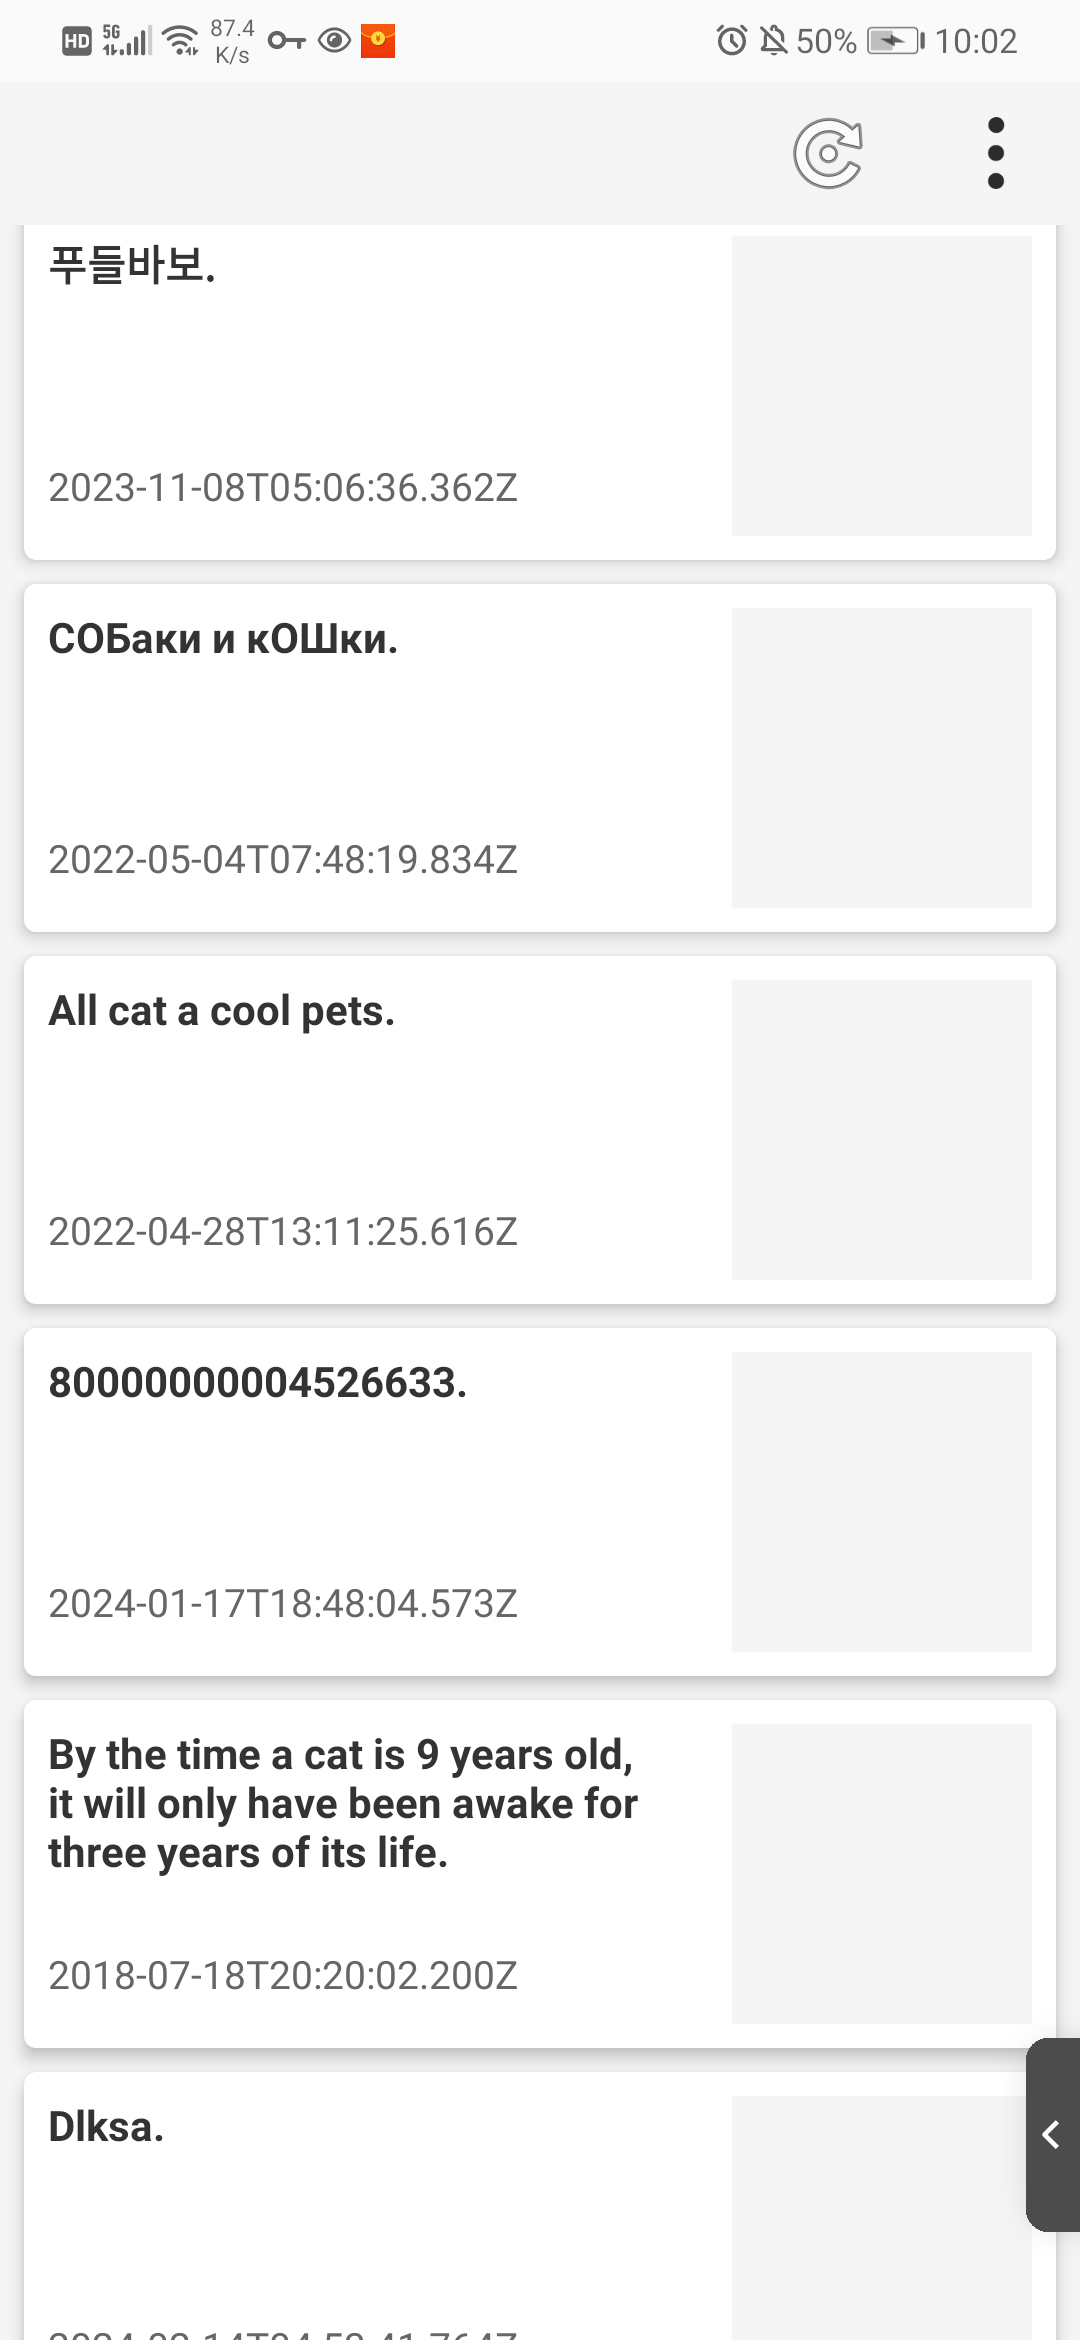 HD 5G 87.4 K/s 50% 10:02
푸들바보.
2023-11-08T05:06:36.362Z
СОБаки и кОШки.
2022-05-04T07:48:19.834Z
All cat a cool pets.
2022-04-28T13:11:25.616Z
80000000004526633.
2024-01-17T18:48:04.573Z
By the time a cat is 9 years old,
it will only have been awake for
three years of its life.
2018-07-18T20:20:02.200Z
Dlksa.